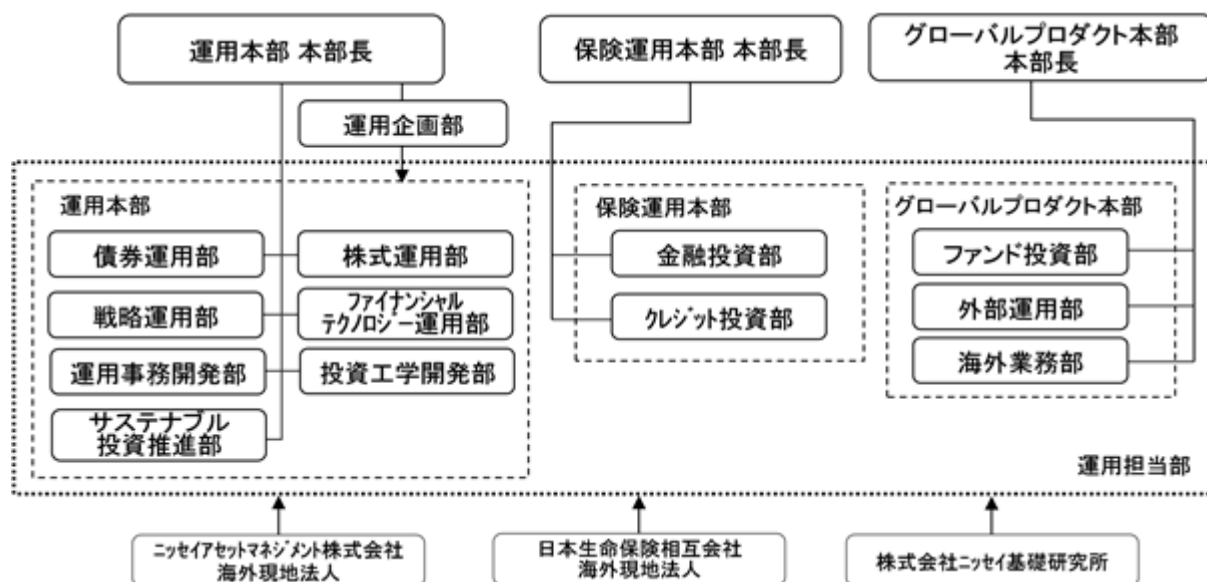 運用本部 本部長
保険運用本部 本部長
グローバルプロダクト本部
本部長
運用企画部
運用本部
債券運用部
株式運用部
戦略運用部
ファイナンシャル
テクノロジー運用部
運用事務開発部
投資工学開発部
サステナブル
投資推進部
保険運用本部
金融投資部
クレジット投資部
グローバルプロダクト本部
ファンド投資部
外部運用部
海外業務部
運用担当部
ニッセイアセットマネジメント株式会社
海外現地法人
日本生命保険相互会社
海外現地法人
株式会社ニッセイ基礎研究所